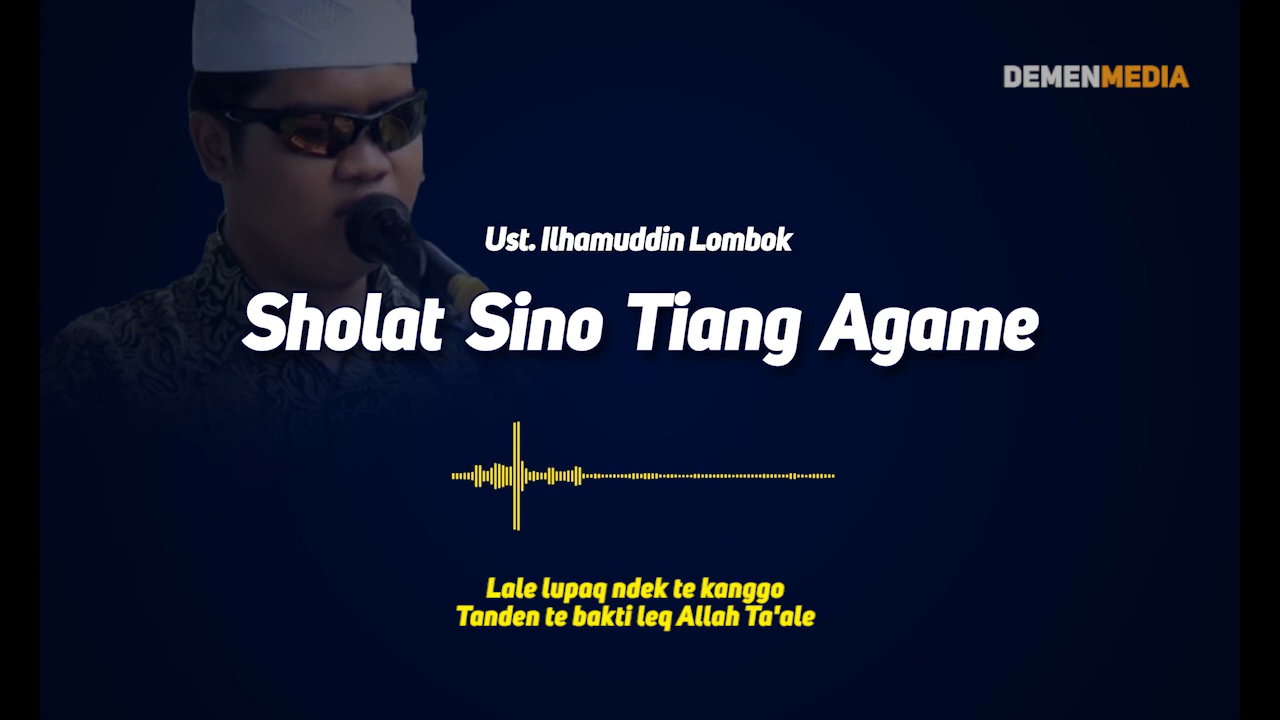 DEMENMEDIA
Ust. Ilhamuddin Lombok
Sholat Sino Tiang Agame
Lale lupaq ndek te kanggo
Tanden te bakti leq Allah Ta'ale